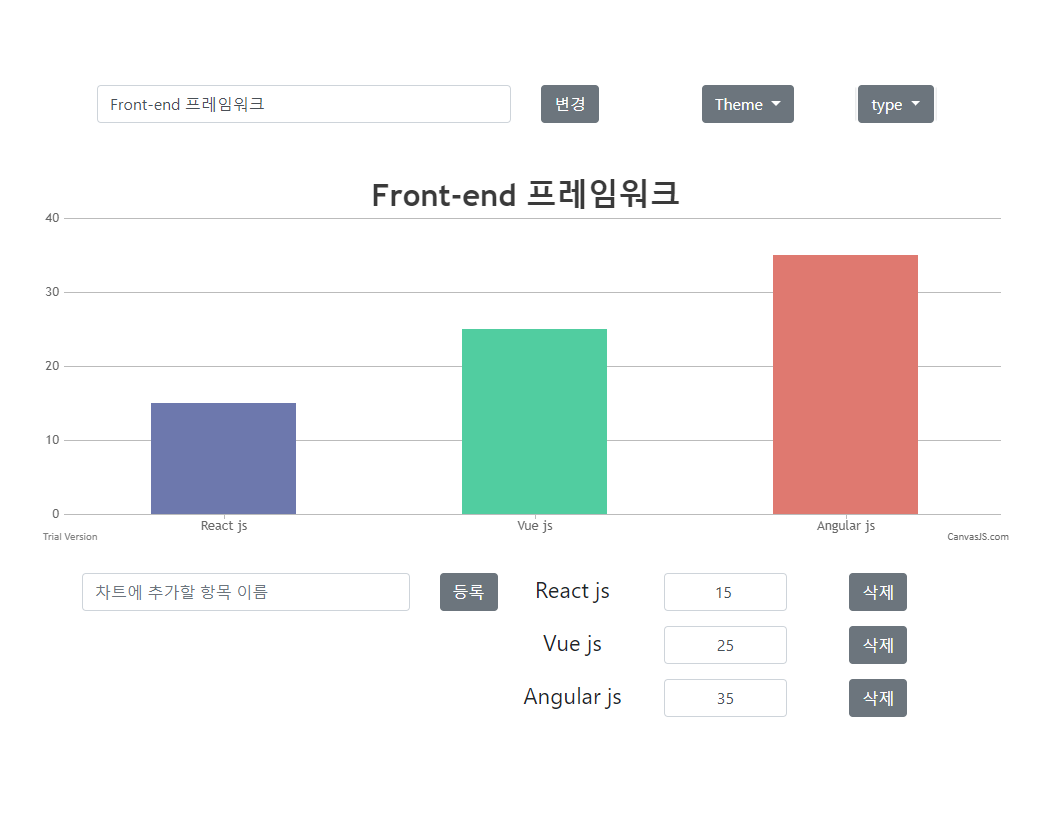 Front-end 프레임워크 변경 Theme type
Front-end 프레임워크
40
30
20
10
0
React js Vue js Angular js
Trial Version CanvasJS.com
차트에 추가할 항목 이름 등록 React js 15 삭제
Vue js 25 삭제
Angular js 35 삭제